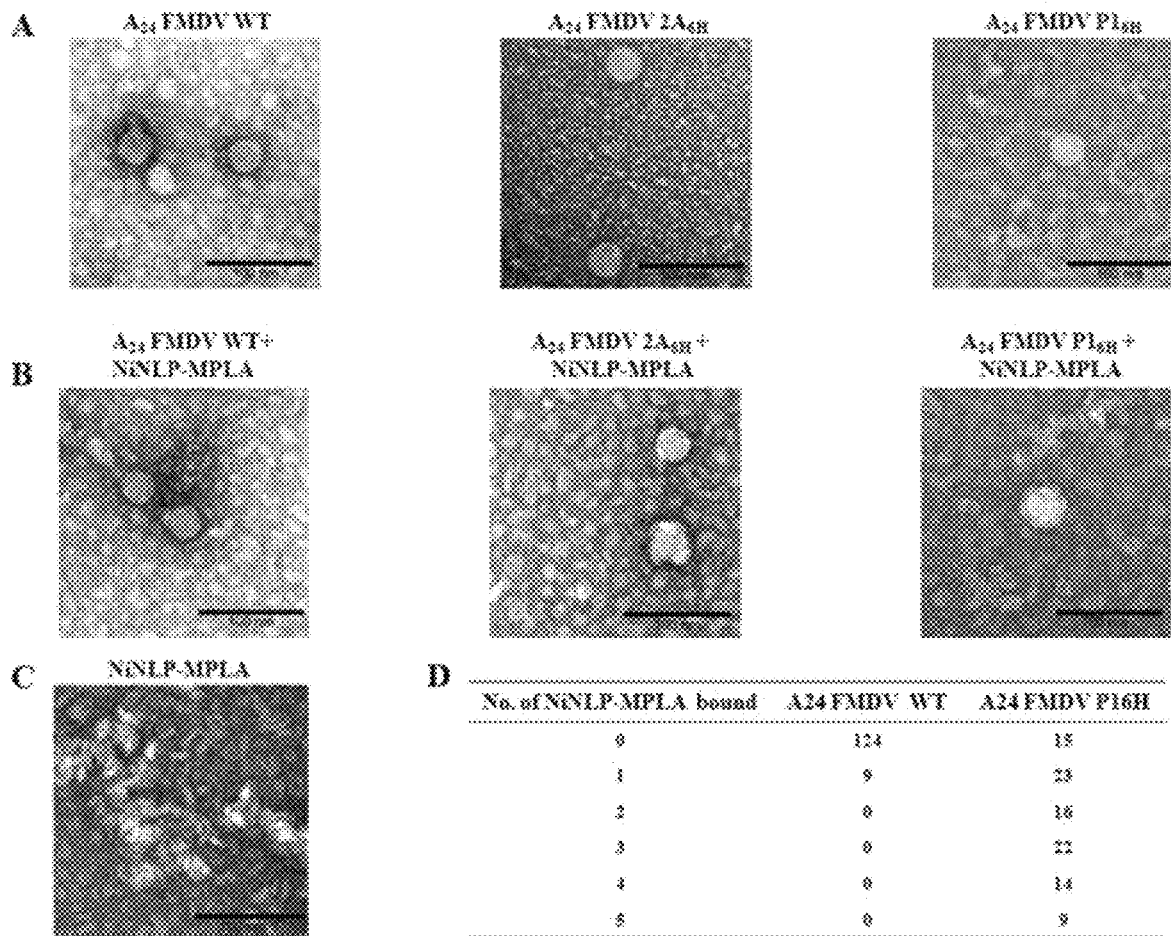 A
A24 FMDV WT
A24 FMDV 2A6H
A24 FMDV P16H
B
A24 FMDV WT+
NiNLP-MPLA
A24 FMDV 2A6H +
NiNLP-MPLA
A24 FMDV P16H +
NiNLP-MPLA
C
NiNLP-MPLA
D
No. of NiNLP-MPLA bound A24 FMDV WT A24 FMDV P16H
0 124 15
1 9 23
2 0 16
3 0 22
4 0 14
5 0 9